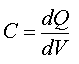 C = dQ/dV